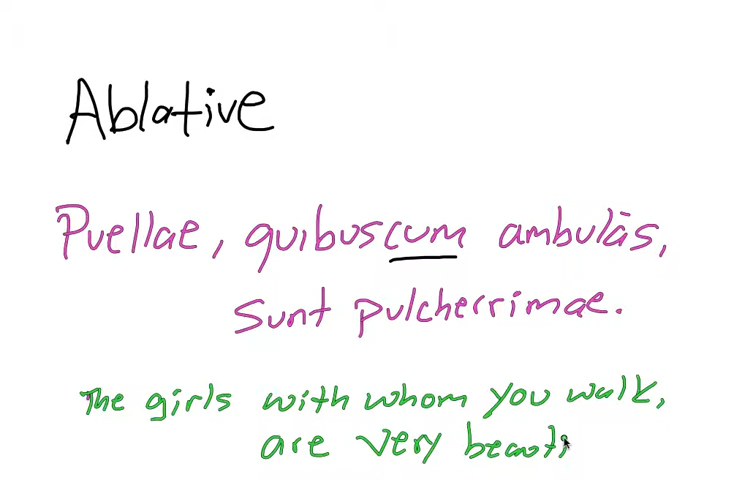 Ablative
Puellae, quibuscum ambulās,
sunt pulcherrimae.
The girls with whom you walk,
are very beauti